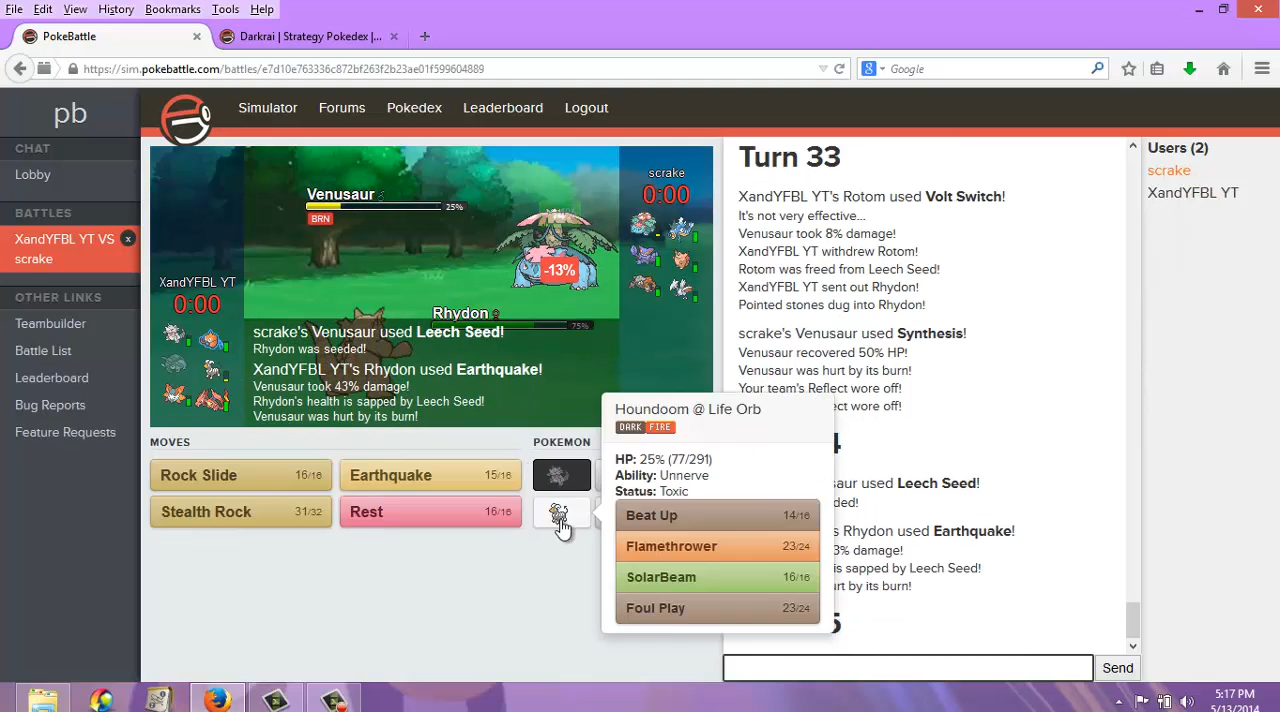 File Edit View History Bookmarks Tools Help
PokeBattle
Darkrai | Strategy Pokedex |...
https://sim.pokebattle.com/battles/e7d10e763336c872bf263f2b23ae01f599604889
Google
pb
Simulator Forums Pokedex Leaderboard Logout
CHAT
Lobby
BATTLES
XandYFBL YT VS
scrake
OTHER LINKS
Teambuilder
Battle List
Leaderboard
Bug Reports
Feature Requests
XandYFBL YT
0:00
Venusaur
25%
BRN
-13%
Rhydon
75%
scrake
0:00
scrake's Venusaur used Leech Seed!
Rhydon was seeded!
XandYFBL YT's Rhydon used Earthquake!
Venusaur took 43% damage!
Rhydon's health is sapped by Leech Seed!
Venusaur was hurt by its burn!
MOVES
Rock Slide 16/16
Earthquake 15/16
Stealth Rock 31/32
Rest 16/16
POKEMON
Houndoom @ Life Orb
DARK FIRE
HP: 25% (77/291)
Ability: Unnerve
Status: Toxic
Beat Up 14/16
Flamethrower 23/24
SolarBeam 16/16
Foul Play 23/24
Turn 33
XandYFBL YT's Rotom used Volt Switch!
It's not very effective...
Venusaur took 8% damage!
XandYFBL YT withdrew Rotom!
Rotom was freed from Leech Seed!
XandYFBL YT sent out Rhydon!
Pointed stones dug into Rhydon!
scrake's Venusaur used Synthesis!
Venusaur recovered 50% HP!
Venusaur was hurt by its burn!
Your team's Reflect wore off!
lect wore off!
4
saur used Leech Seed!
ded!
s Rhydon used Earthquake!
3% damage!
is sapped by Leech Seed!
urt by its burn!
5
Send
Users (2)
scrake
XandYFBL YT
5:17 PM
5/13/2014